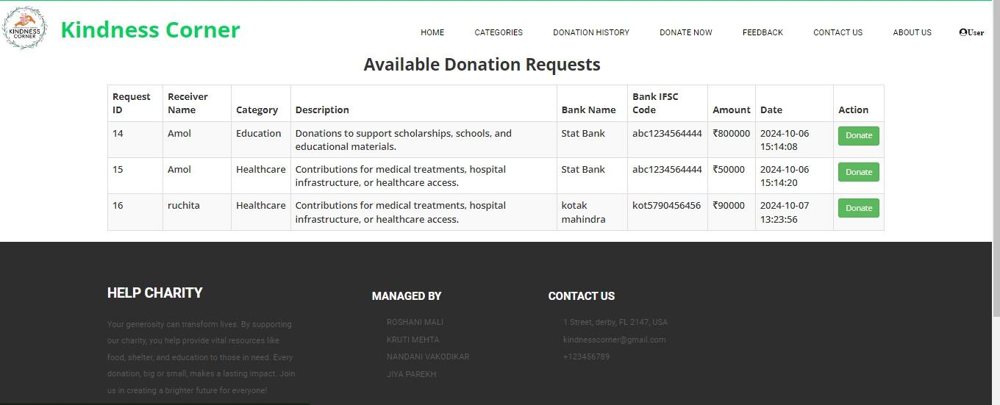 KINDNESS
CORNER
Kindness Corner
HOME CATEGORIES DONATION HISTORY DONATE NOW FEEDBACK CONTACT US ABOUT US User
Available Donation Requests
Request ID Receiver Name Category Description Bank Name Bank IFSC Code Amount Date Action
14 Amol Education Donations to support scholarships, schools, and educational materials. Stat Bank abc1234564444 ₹800000 2024-10-06 15:14:08 Donate
15 Amol Healthcare Contributions for medical treatments, hospital infrastructure, or healthcare access. Stat Bank abc1234564444 ₹50000 2024-10-06 15:14:20 Donate
16 ruchita Healthcare Contributions for medical treatments, hospital infrastructure, or healthcare access. kotak mahindra kot5790456456 ₹90000 2024-10-07 13:23:56 Donate
HELP CHARITY
Your generosity can transform lives. By supporting
our charity, you help provide vital resources like
food, shelter, and education to those in need. Every
donation, big or small, makes a lasting impact. Join
us in creating a brighter future for everyone!
MANAGED BY
ROSHANI MALI
KRUTI MEHTA
NANDANI VAKODIKAR
JIYA PAREKH
CONTACT US
1 Street, derby, FL 2147, USA
kindnesscorner@gmail.com
+123456789